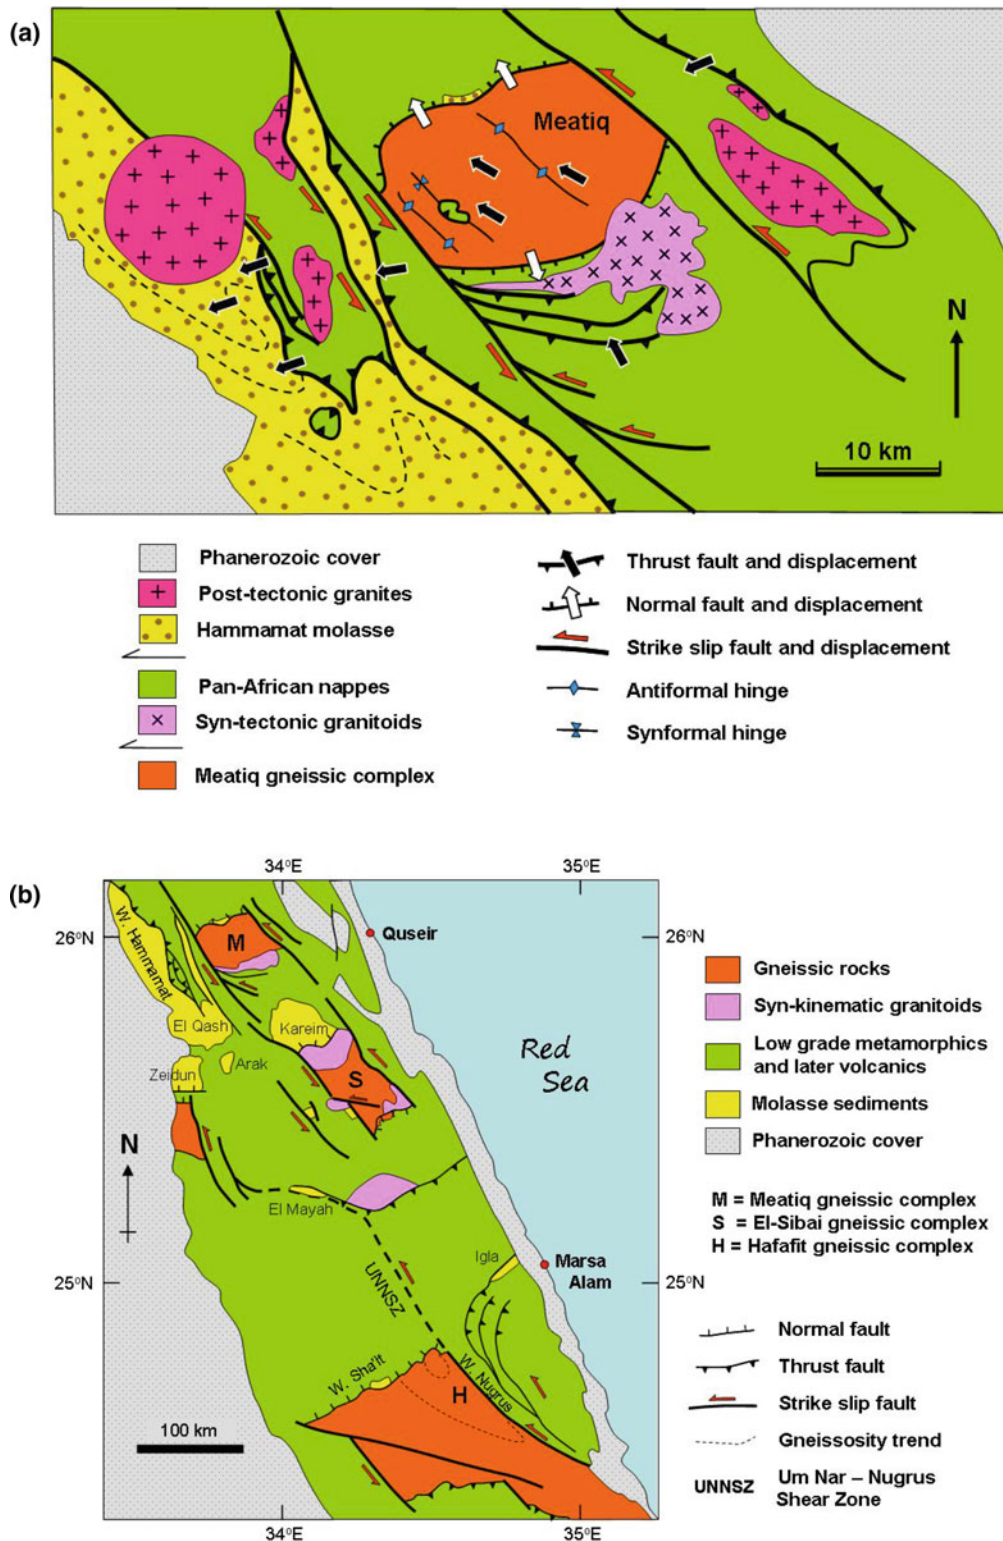 (a)
Meatiq
N
10 km
Phanerozoic cover
Post-tectonic granites
Hammamat molasse
Pan-African nappes
Syn-tectonic granitoids
Meatiq gneissic complex
Thrust fault and displacement
Normal fault and displacement
Strike slip fault and displacement
Antiformal hinge
Synformal hinge
(b)
34°E
35°E
26°N
26°N
W. Hammamat
M
Quseir
El Qash
Kareim
Arak
Zeidun
S
Red
Sea
N
El Mayah
Igla
Marsa
Alam
25°N
25°N
UNNSZ
W. Sha'it
W. Nugrus
H
100 km
34°E
35°E
Gneissic rocks
Syn-kinematic granitoids
Low grade metamorphics
and later volcanics
Molasse sediments
Phanerozoic cover
M = Meatiq gneissic complex
S = El-Sibai gneissic complex
H = Hafafit gneissic complex
Normal fault
Thrust fault
Strike slip fault
Gneissosity trend
UNNSZ Um Nar – Nugrus
Shear Zone